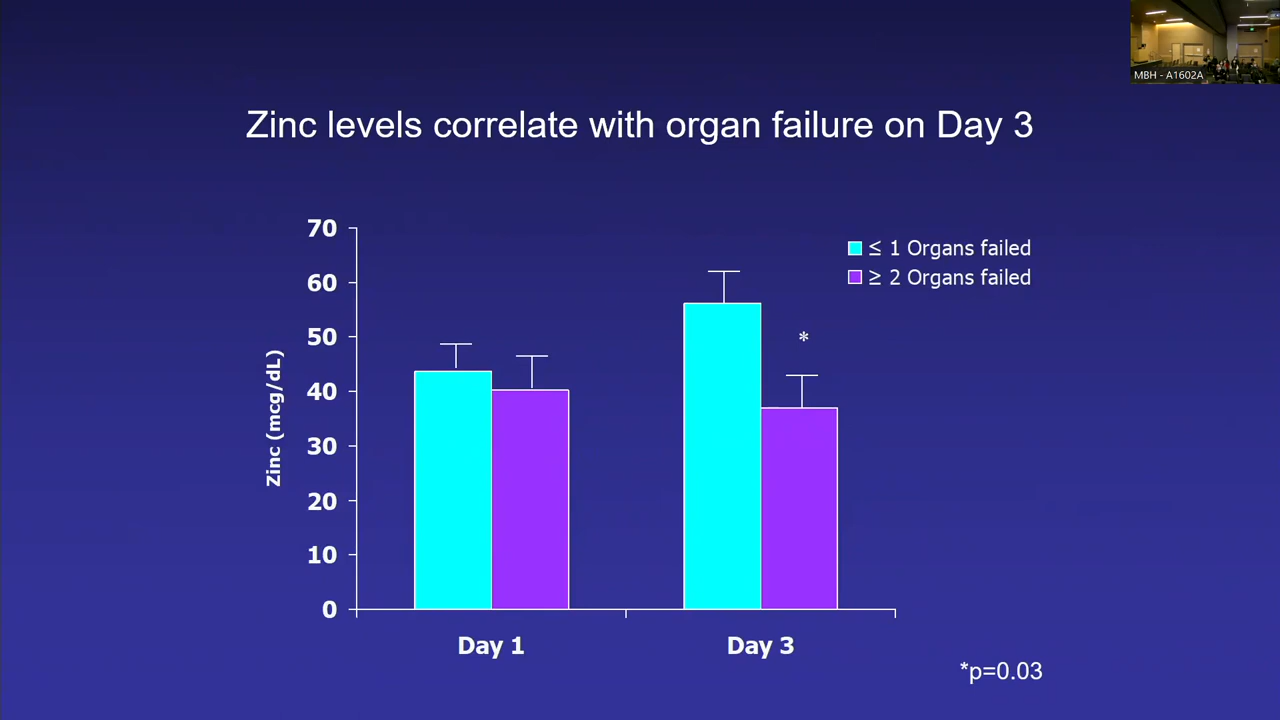 MBH - A1602A
Zinc levels correlate with organ failure on Day 3
≤ 1 Organs failed
≥ 2 Organs failed
*
Zinc (mcg/dL)
70
60
50
40
30
20
10
0
Day 1
Day 3
*p=0.03